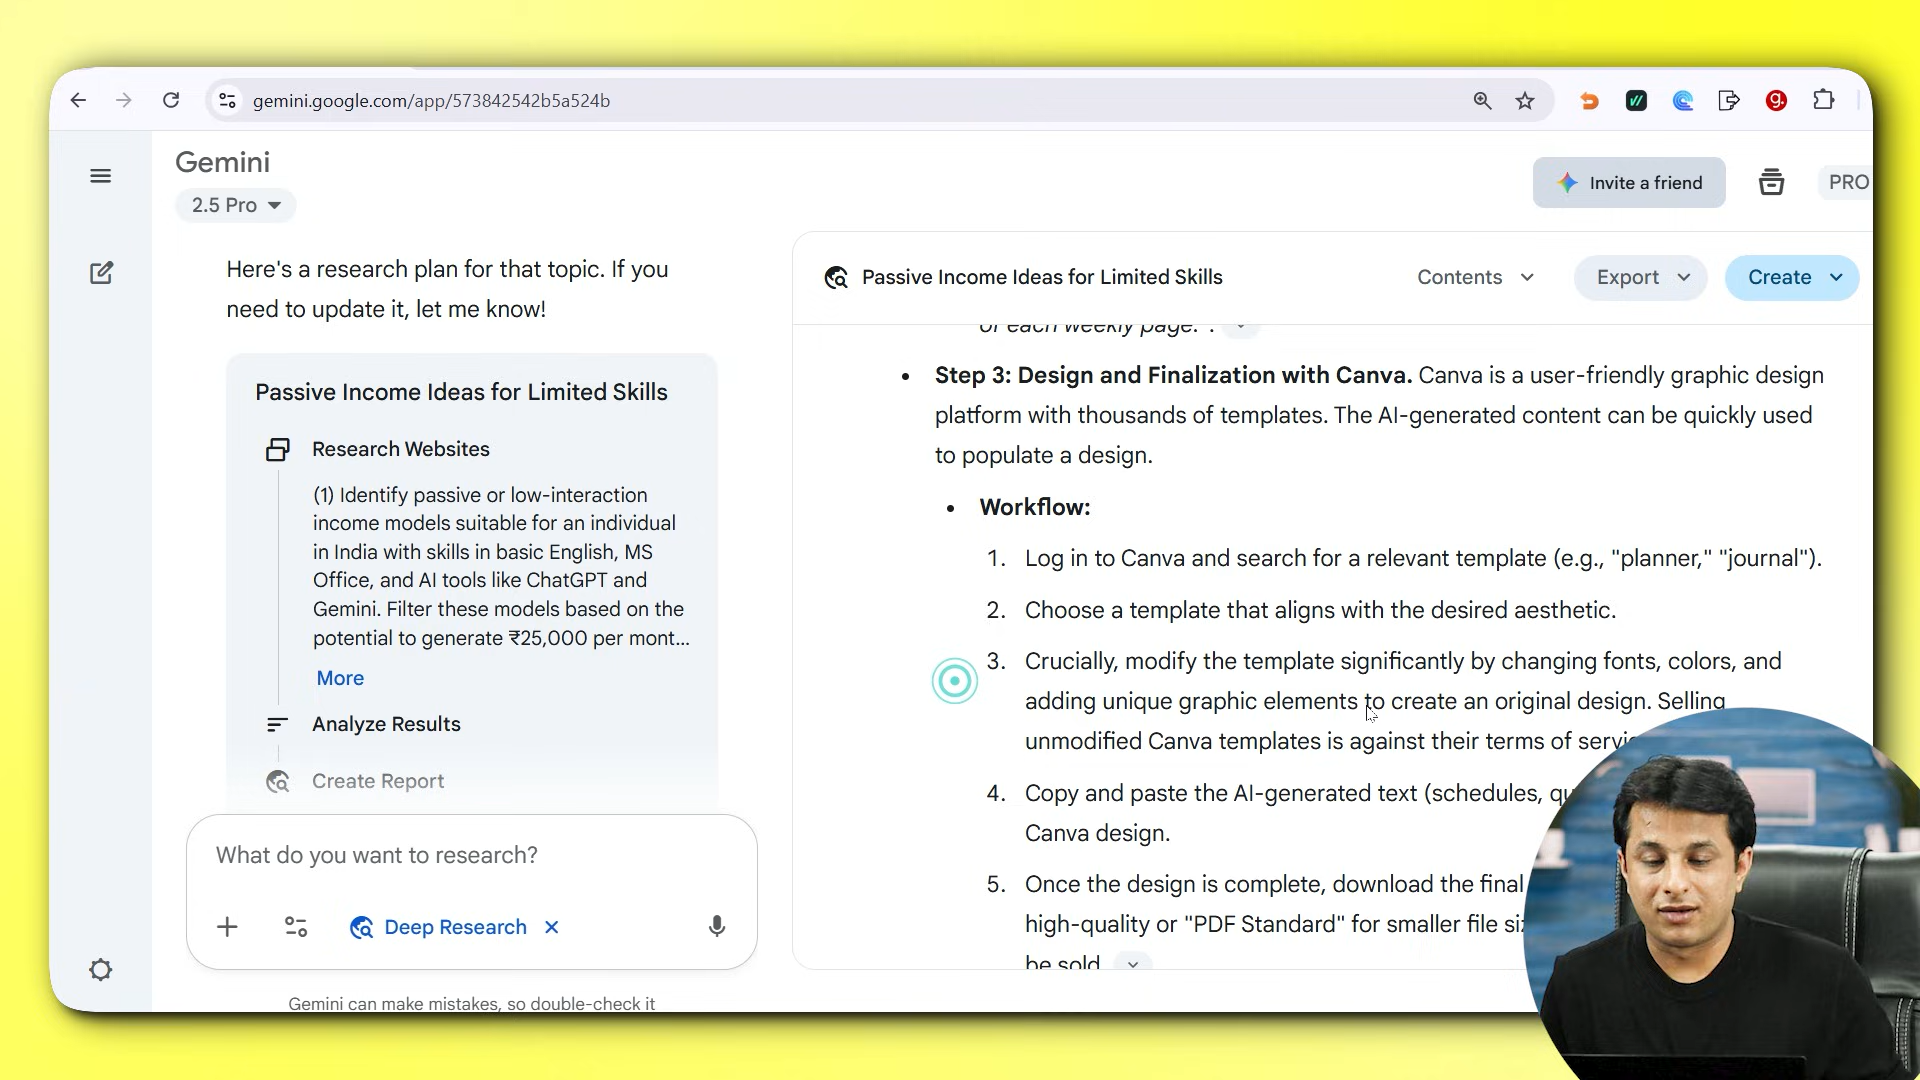 gemini.google.com/app/573842542b5a524b
g.
Gemini
2.5 Pro
Invite a friend
PRO
Here's a research plan for that topic. If you
need to update it, let me know!
Passive Income Ideas for Limited Skills
Research Websites
(1) Identify passive or low-interaction
income models suitable for an individual
in India with skills in basic English, MS
Office, and AI tools like ChatGPT and
Gemini. Filter these models based on the
potential to generate ₹25,000 per mont...
More
Analyze Results
Create Report
What do you want to research?
Deep Research
Gemini can make mistakes, so double-check it
Passive Income Ideas for Limited Skills
Contents
Export
Create
of each weekly page." .
• Step 3: Design and Finalization with Canva. Canva is a user-friendly graphic design
platform with thousands of templates. The AI-generated content can be quickly used
to populate a design.
• Workflow:
1. Log in to Canva and search for a relevant template (e.g., "planner," "journal").
2. Choose a template that aligns with the desired aesthetic.
3. Crucially, modify the template significantly by changing fonts, colors, and
adding unique graphic elements to create an original design. Selling
unmodified Canva templates is against their terms of servi
4. Copy and paste the AI-generated text (schedules, qu
Canva design.
5. Once the design is complete, download the final
high-quality or "PDF Standard" for smaller file si
be sold